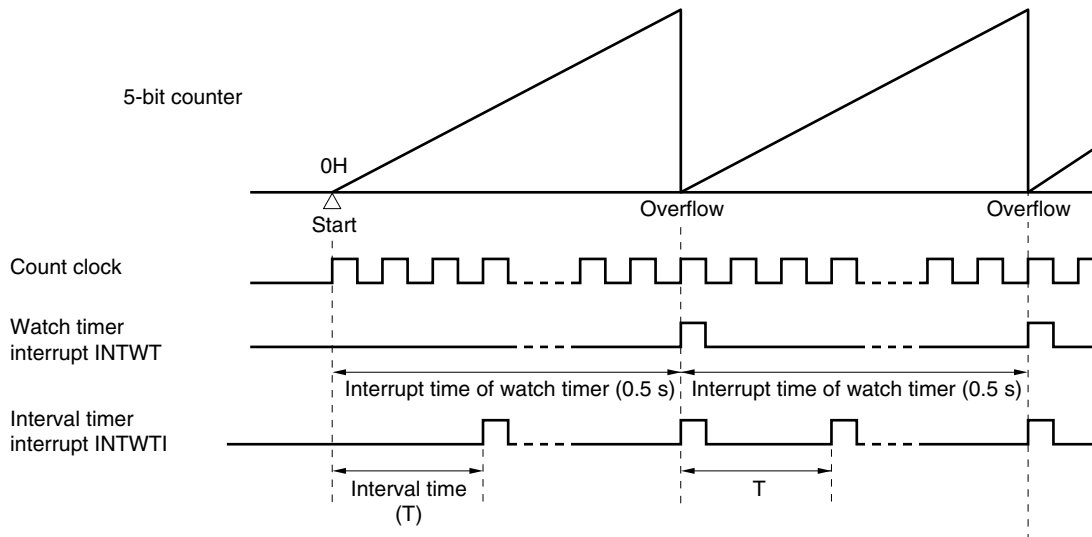 5-bit counter
0H
Start
Overflow
Overflow
Count clock
Watch timer
interrupt INTWT
Interrupt time of watch timer (0.5 s)
Interrupt time of watch timer (0.5 s)
Interval timer
interrupt INTWTI
Interval time
(T)
T